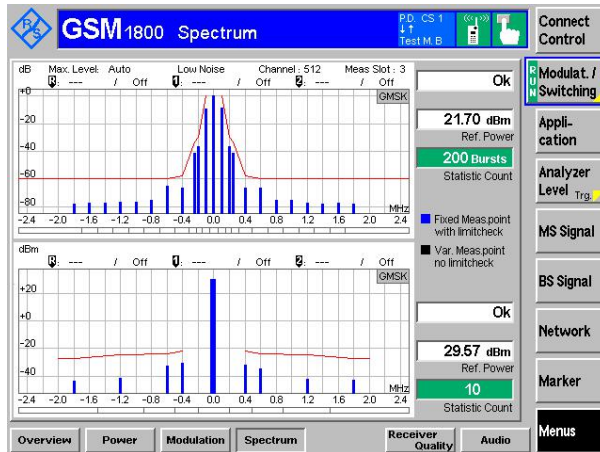 GSM1800 Spectrum
P.D. CS 1
Test M. B
Connect
Control
dB Max. Level: Auto Low Noise Channel : 512 Meas Slot : 3
--- / Off 1: --- / Off 2: --- / Off
GMSK
+0
-20
-40
-60
-80
MHz
-2.4 -2.0 -1.6 -1.2 -0.8 -0.4 0.0 0.4 0.8 1.2 1.6 2.0 2.4
Ok
21.70 dBm
Ref. Power
200 Bursts
Statistic Count
Fixed Meas.point
with limitcheck
Var. Meas.point
no limitcheck
dBm
--- / Off 1: --- / Off 2: --- / Off
GMSK
+20
+0
-20
-40
MHz
-2.4 -2.0 -1.6 -1.2 -0.8 -0.4 0.0 0.4 0.8 1.2 1.6 2.0 2.4
Ok
29.57 dBm
Ref. Power
10
Statistic Count
RUN
Modulat. /
Switching
Appli-
cation
Analyzer
Level Trg.
MS Signal
BS Signal
Network
Marker
Menus
Overview Power Modulation Spectrum Receiver Quality Audio